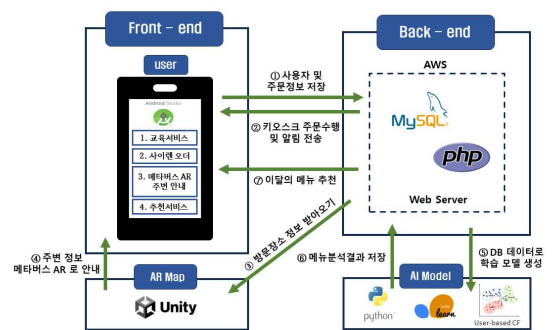 Front - end
Back - end
user
AWS
Android Studio
1. 교육서비스
2. 사이렌 오더
3. 메타버스 AR
주변 안내
4. 추천서비스
① 사용자 및
주문정보 저장
② 키오스크 주문수행
및 알림 전송
⑦ 이달의 메뉴 추천
③ 방문장소 정보 받아오기
MySQL
php
Web Server
④ 주변 정보
메타버스 AR 로 안내
⑥ 메뉴분석결과 저장
⑤ DB 데이터로
학습 모델 생성
AR Map
Unity
AI Model
python
learn
User-based CF